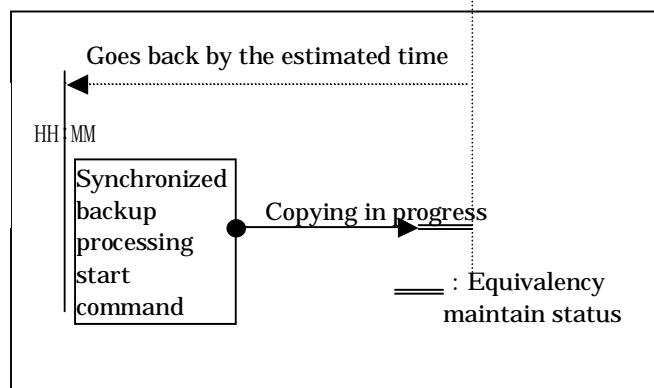 Goes back by the estimated time
HH:MM
Synchronized
backup
processing
start
command
Copying in progress
: Equivalency
maintain status